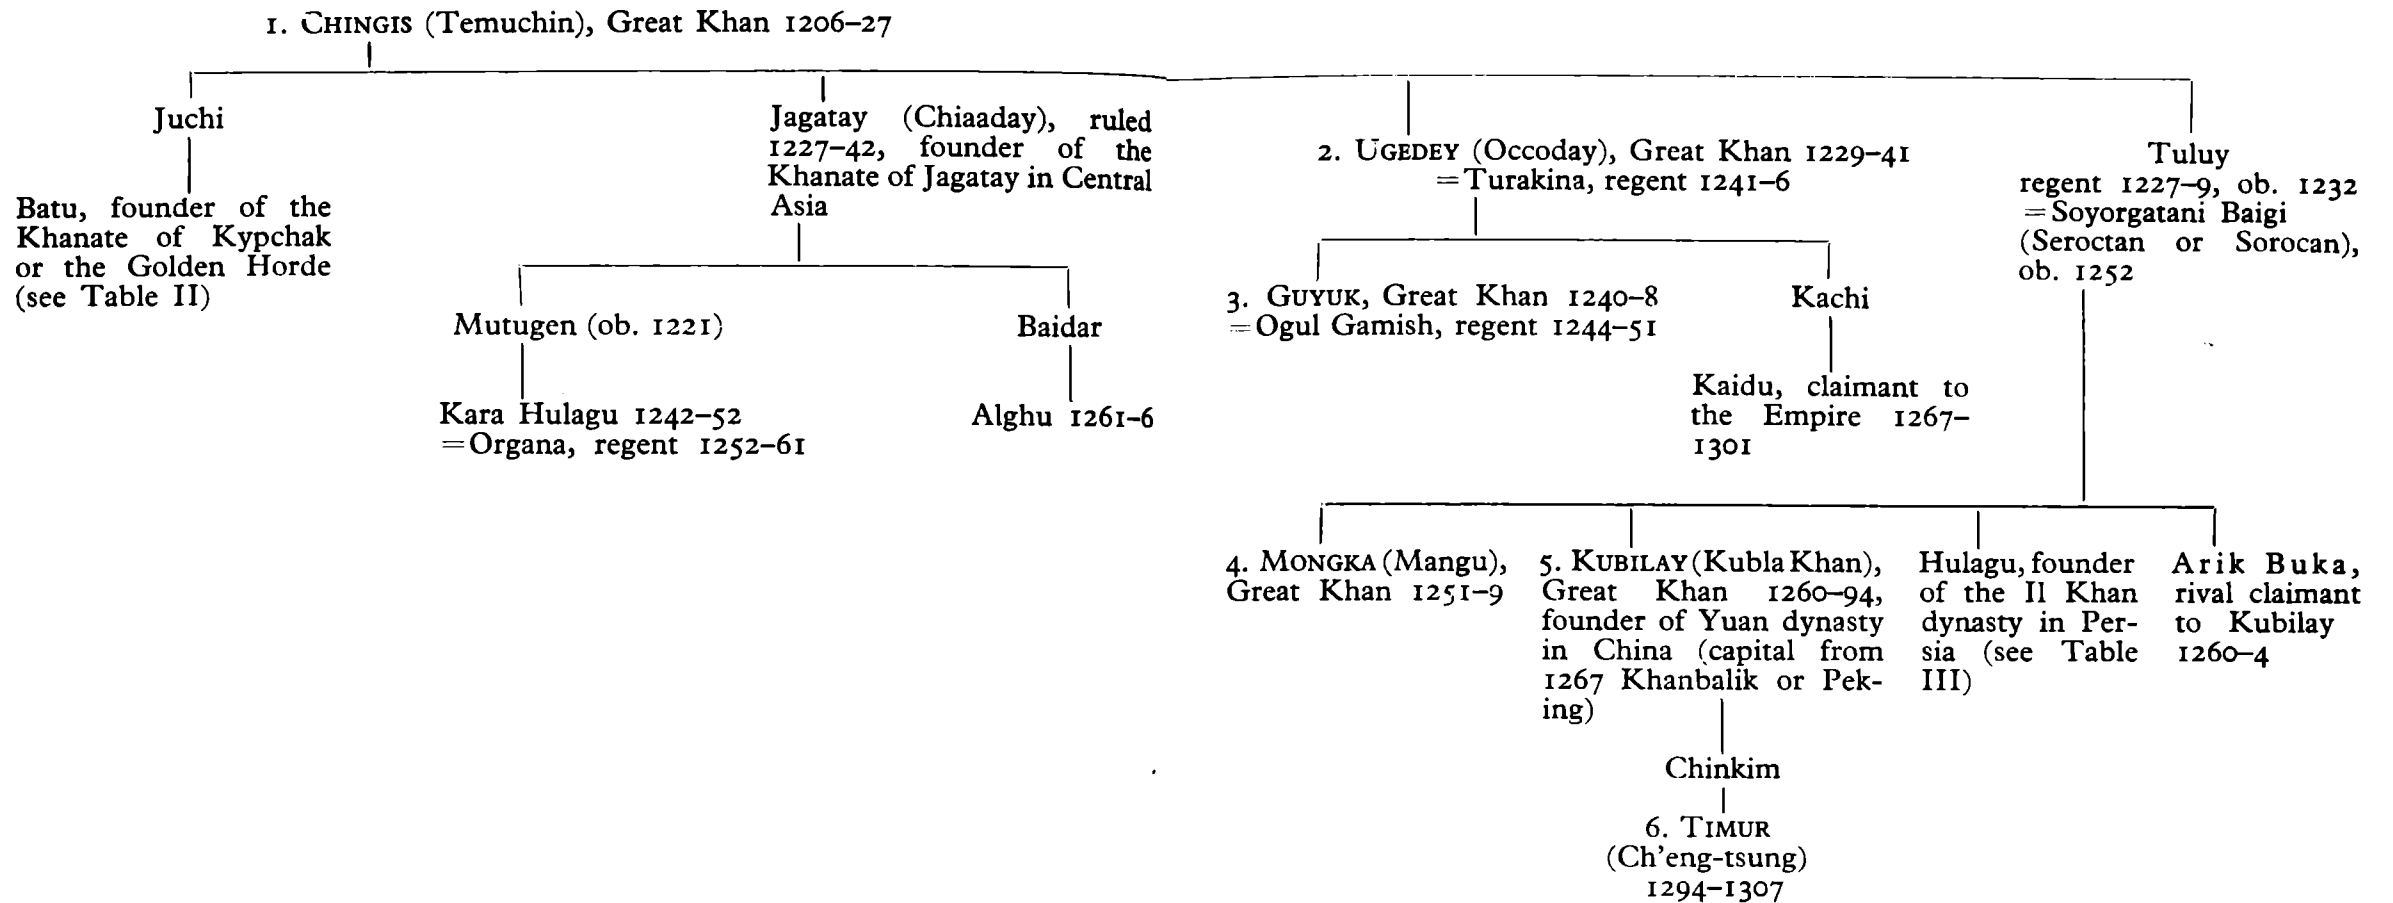 1. CHINGIS (Temuchin), Great Khan 1206–27
Juchi
Batu, founder of the
Khanate of Kypchak
or the Golden Horde
(see Table II)
Jagatay (Chiaaday), ruled
1227–42, founder of the
Khanate of Jagatay in Central
Asia
Mutugen (ob. 1221)
Kara Hulagu 1242–52
=Organa, regent 1252–61
Baidar
Alghu 1261–6
2. UGEDEY (Occoday), Great Khan 1229–41
=Turakina, regent 1241–6
3. GUYUK, Great Khan 1240–8
=Ogul Gamish, regent 1244–51
Kachi
Kaidu, claimant to
the Empire 1267–
1301
Tuluy
regent 1227–9, ob. 1232
=Soyorgatani Baigi
(Seroctan or Sorocan),
ob. 1252
4. MONGKA (Mangu),
Great Khan 1251–9
5. KUBILAY (Kubla Khan),
Great Khan 1260–94,
founder of Yuan dynasty
in China (capital from
1267 Khanbalik or Pek-
ing)
Chinkim
6. TIMUR
(Ch'eng-tsung)
1294–1307
Hulagu, founder
of the Il Khan
dynasty in Per-
sia (see Table
III)
Arik Buka,
rival claimant
to Kubilay
1260–4